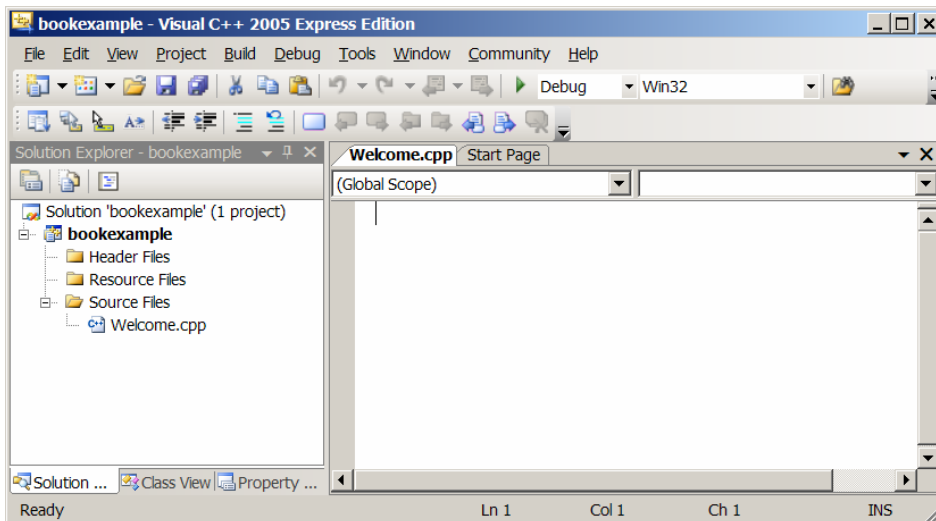 bookexample - Visual C++ 2005 Express Edition
File Edit View Project Build Debug Tools Window Community Help
Debug Win32
Solution Explorer - bookexample
Welcome.cpp Start Page
(Global Scope)
Solution 'bookexample' (1 project)
bookexample
Header Files
Resource Files
Source Files
Welcome.cpp
Solution ... Class View Property ...
Ready Ln 1 Col 1 Ch 1 INS